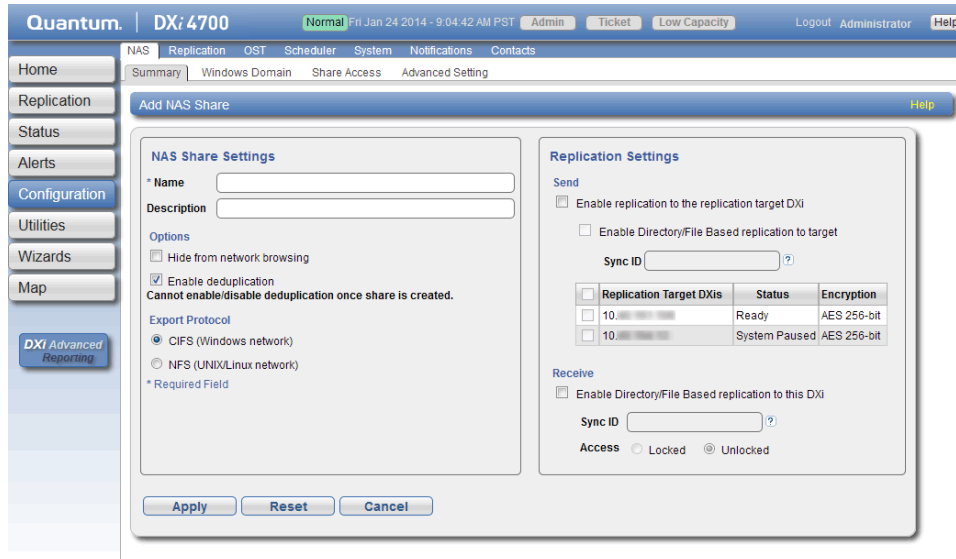 Quantum. DXi 4700 Normal Fri Jan 24 2014 - 9:04:42 AM PST Admin Ticket Low Capacity Logout Administrator Help
NAS Replication OST Scheduler System Notifications Contacts
Summary Windows Domain Share Access Advanced Setting
Home
Replication
Status
Alerts
Configuration
Utilities
Wizards
Map
DXi Advanced
Reporting
Add NAS Share Help
NAS Share Settings
* Name
Description
Options
Hide from network browsing
Enable deduplication
Cannot enable/disable deduplication once share is created.
Export Protocol
CIFS (Windows network)
NFS (UNIX/Linux network)
* Required Field
Replication Settings
Send
Enable replication to the replication target DXi
Enable Directory/File Based replication to target
Sync ID ?
Replication Target DXis Status Encryption
10. Ready AES 256-bit
10. System Paused AES 256-bit
Receive
Enable Directory/File Based replication to this DXi
Sync ID ?
Access Locked Unlocked
Apply Reset Cancel